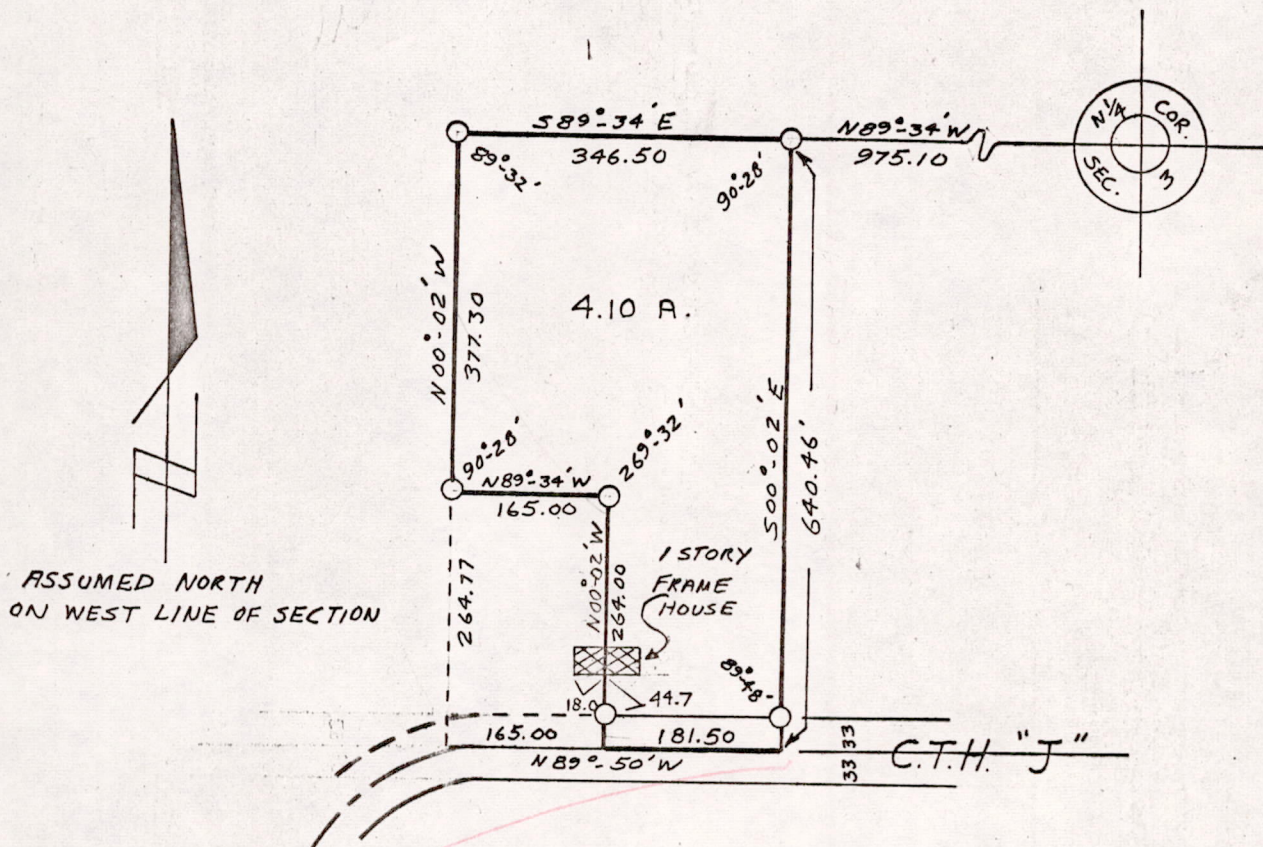 S89°-34'E
346.50
N89°-34'W
975.10
N 1/4 COR.
SEC. 3
89°-32'
90°-28'
N00°-02'W
377.30
4.10 A.
S00°-02'E
640.46'
90°-28'
269°-32'
N89°-34'W
165.00
N00°-02'W
264.00
264.77
1 STORY
FRAME
HOUSE
ASSUMED NORTH
ON WEST LINE OF SECTION
89°-48'
18.0
44.7
165.00
181.50
N89°-50'W
33
33
C.T.H. "J"